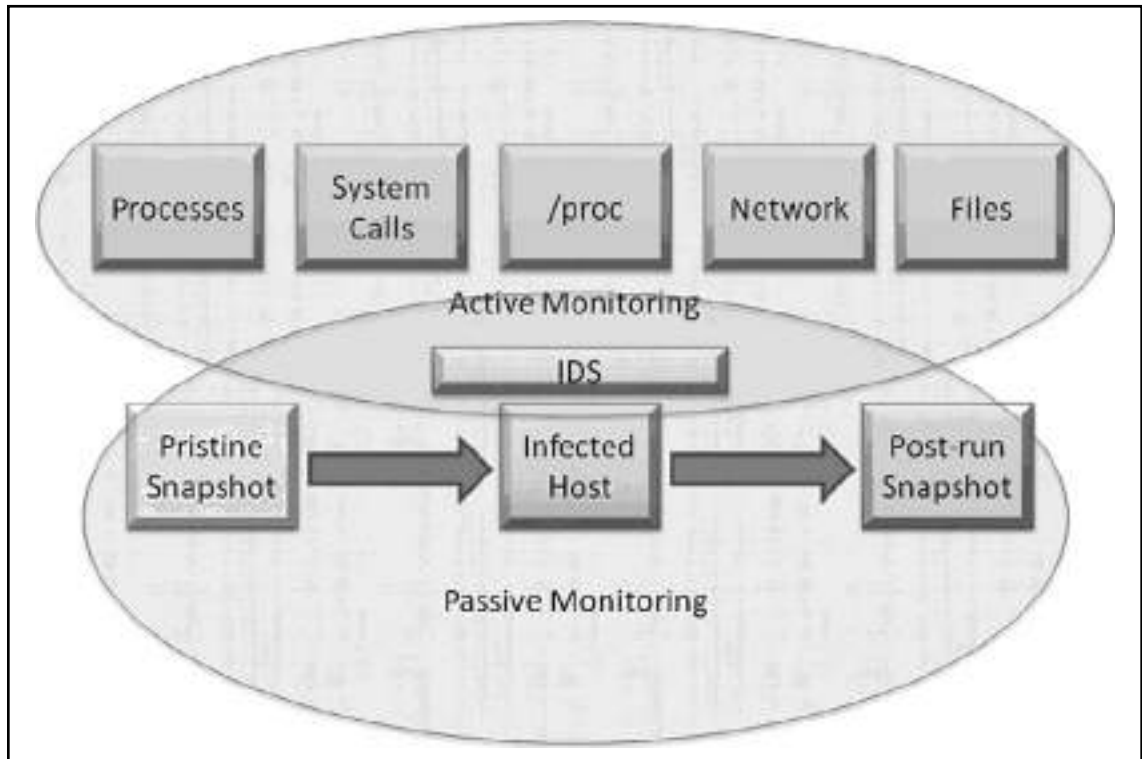 Processes
System
Calls
/proc
Network
Files
Active Monitoring
IDS
Pristine
Snapshot
Infected
Host
Post-run
Snapshot
Passive Monitoring